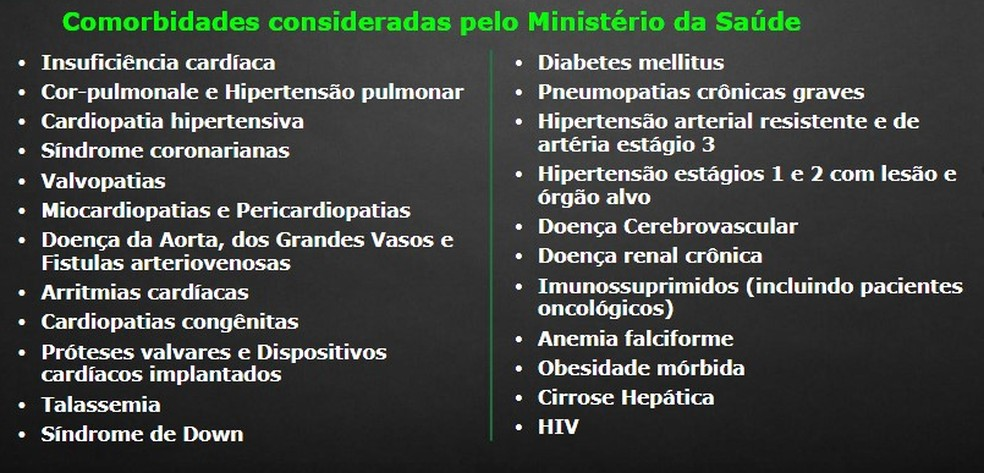 Comorbidades consideradas pelo Ministério da Saúde
• Insuficiência cardíaca
• Cor-pulmonale e Hipertensão pulmonar
• Cardiopatia hipertensiva
• Síndrome coronarianas
• Valvopatias
• Miocardiopatias e Pericardiopatias
• Doença da Aorta, dos Grandes Vasos e
Fistulas arteriovenosas
• Arritmias cardíacas
• Cardiopatias congênitas
• Próteses valvares e Dispositivos
cardíacos implantados
• Talassemia
• Síndrome de Down
• Diabetes mellitus
• Pneumopatias crônicas graves
• Hipertensão arterial resistente e de
artéria estágio 3
• Hipertensão estágios 1 e 2 com lesão e
órgão alvo
• Doença Cerebrovascular
• Doença renal crônica
• Imunossuprimidos (incluindo pacientes
oncológicos)
• Anemia falciforme
• Obesidade mórbida
• Cirrose Hepática
• HIV